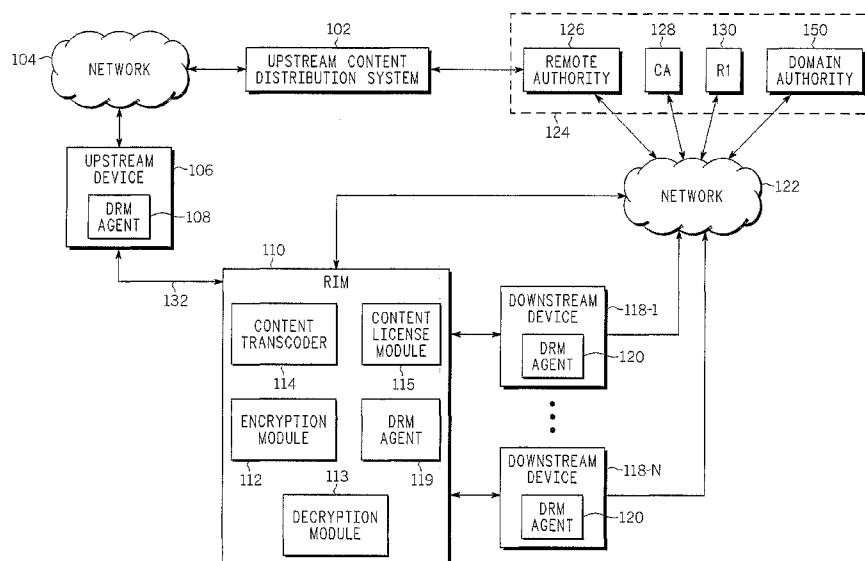 102
UPSTREAM CONTENT
DISTRIBUTION SYSTEM
104
NETWORK
126
REMOTE
AUTHORITY
128
CA
130
R1
150
DOMAIN
AUTHORITY
124
UPSTREAM
DEVICE
106
DRM
AGENT
108
NETWORK
122
132
110
RIM
CONTENT
TRANSCODER
114
CONTENT
LICENSE
MODULE
115
ENCRYPTION
MODULE
112
DRM
AGENT
119
113
DECRYPTION
MODULE
DOWNSTREAM
DEVICE
118-1
DRM
AGENT
120
DOWNSTREAM
DEVICE
118-N
DRM
AGENT
120